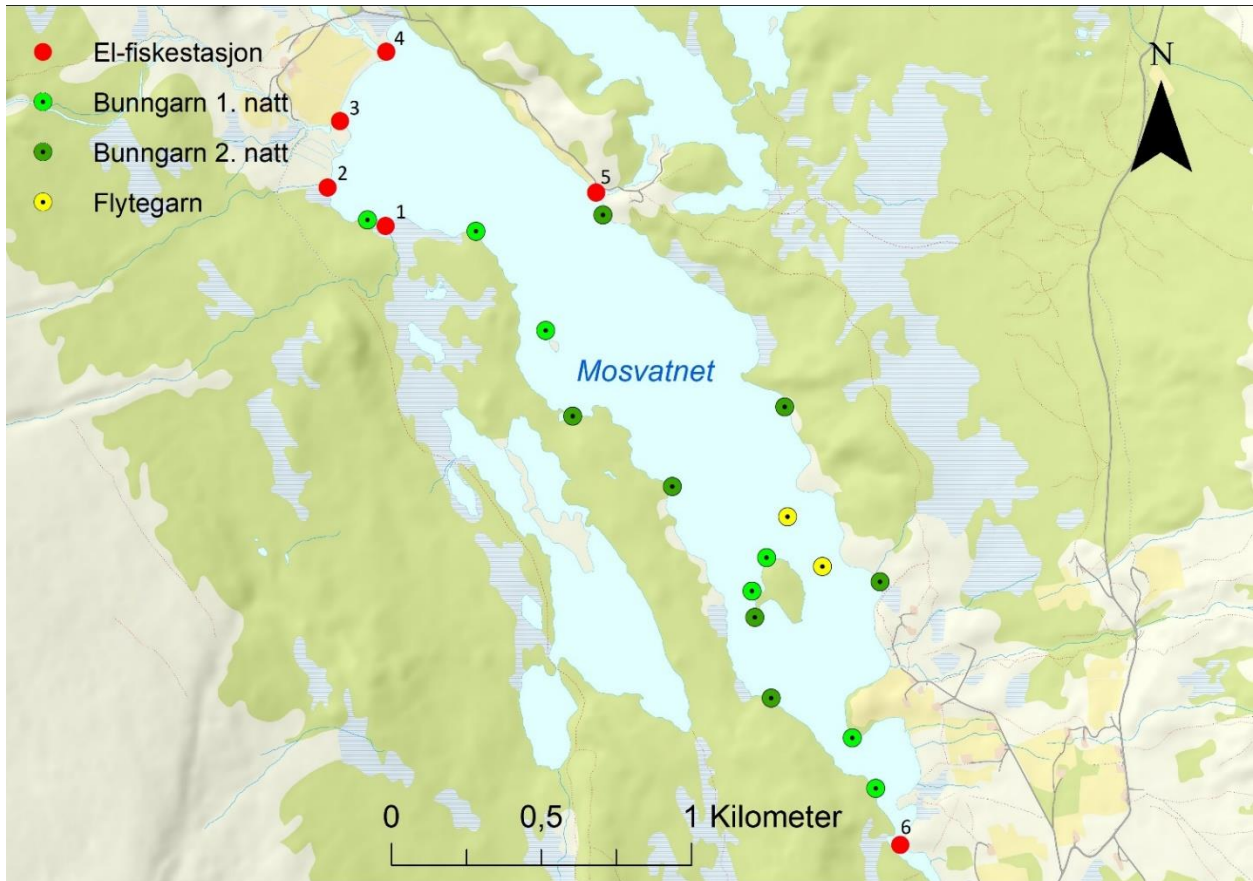 El-fiskestasjon
Bunngarn 1. natt
Bunngarn 2. natt
Flytegarn
4
3
2
1
5
N
Mosvatnet
0 0,5 1 Kilometer
6